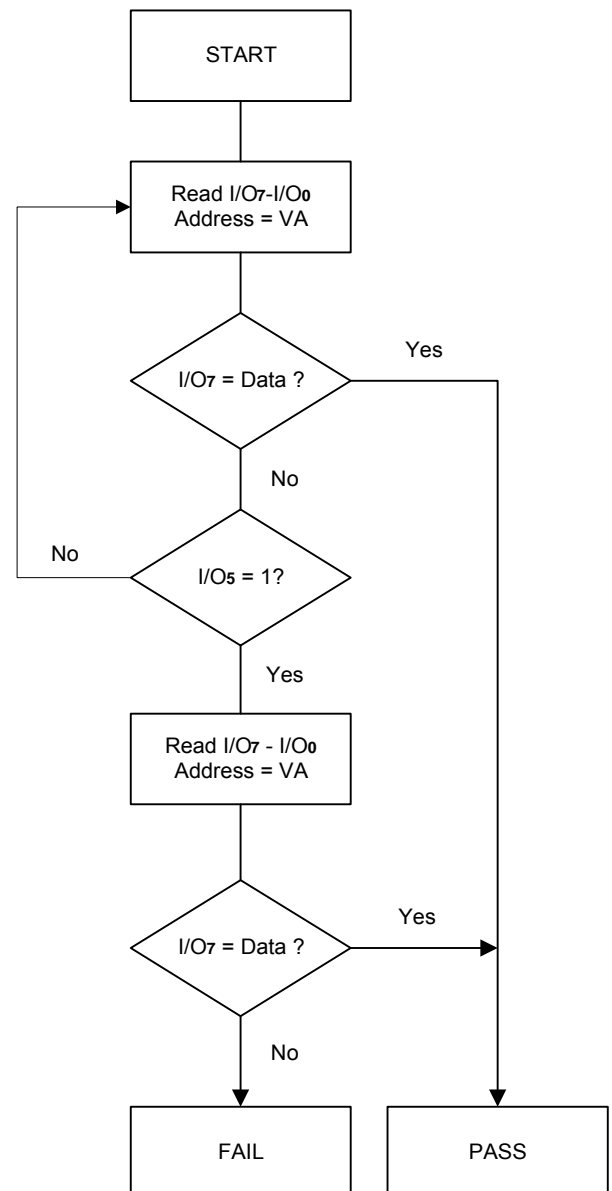 START
Read I/O7-I/O0
Address = VA
Yes
I/O7 = Data ?
No
No
I/O5 = 1?
Yes
Read I/O7 - I/O0
Address = VA
Yes
I/O7 = Data ?
No
FAIL
PASS